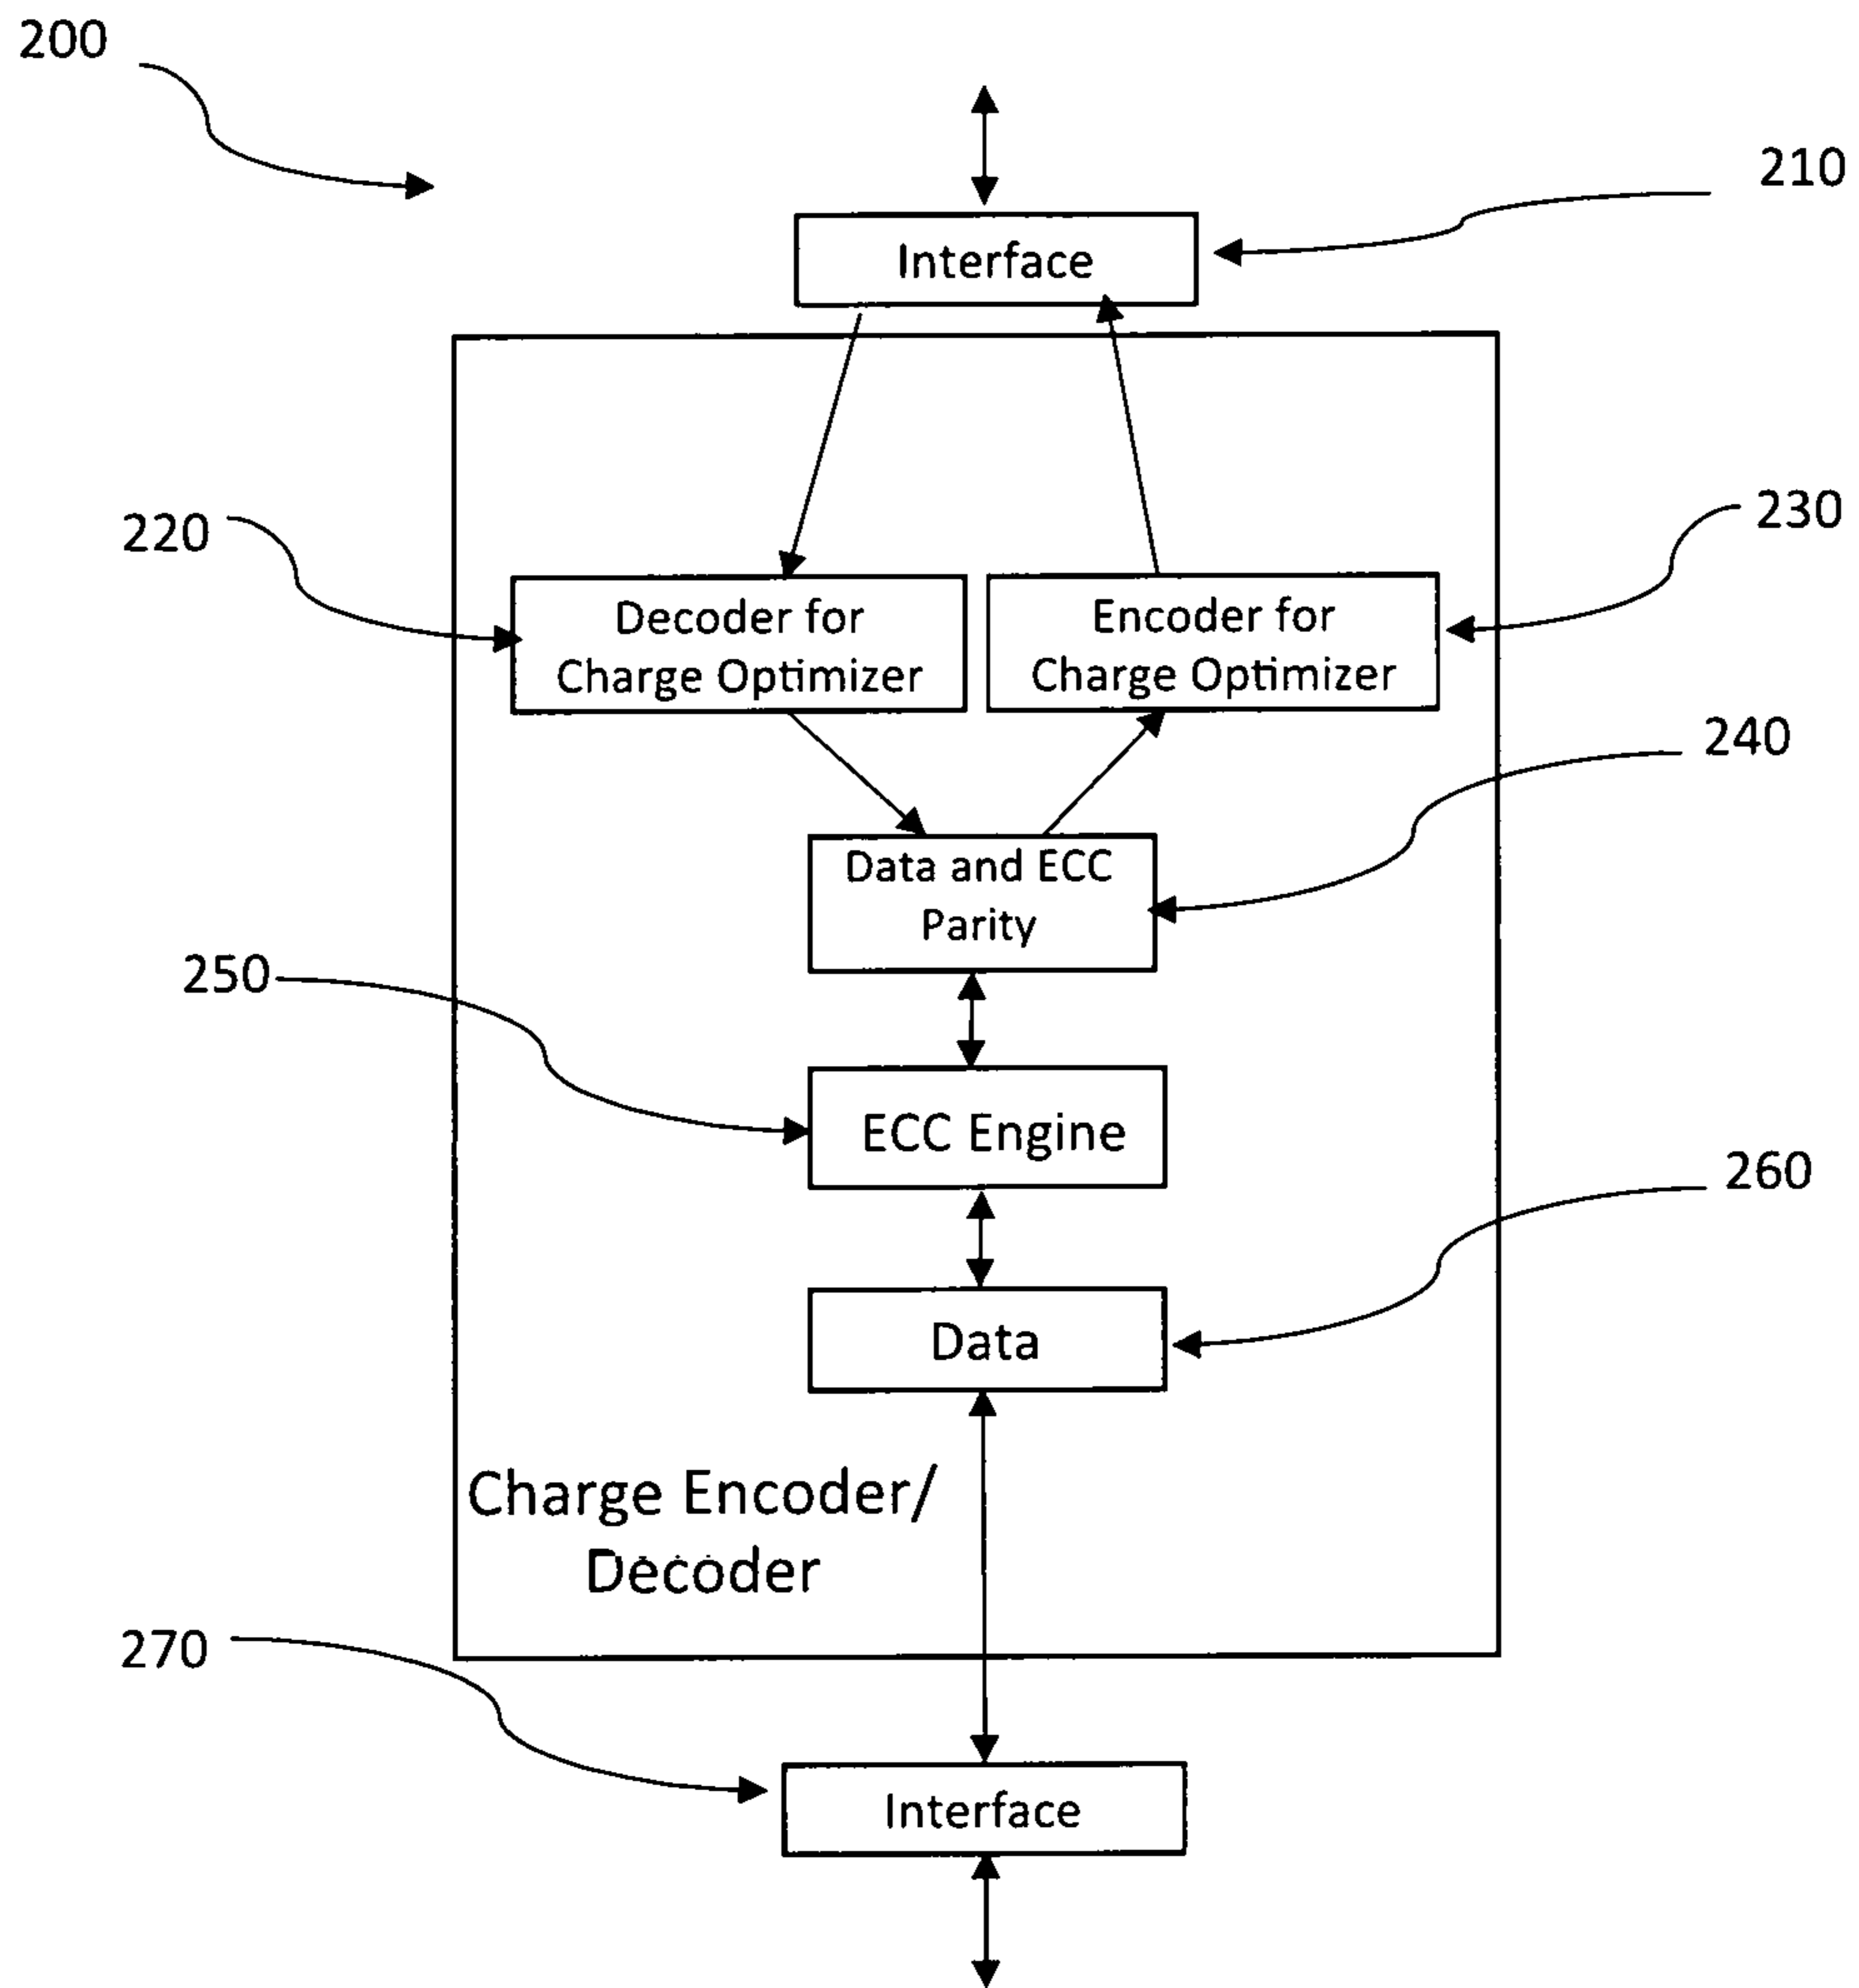 200
210
Interface
220
230
Decoder for
Charge Optimizer
Encoder for
Charge Optimizer
240
Data and ECC
Parity
250
ECC Engine
260
Data
Charge Encoder/
Decoder
270
Interface